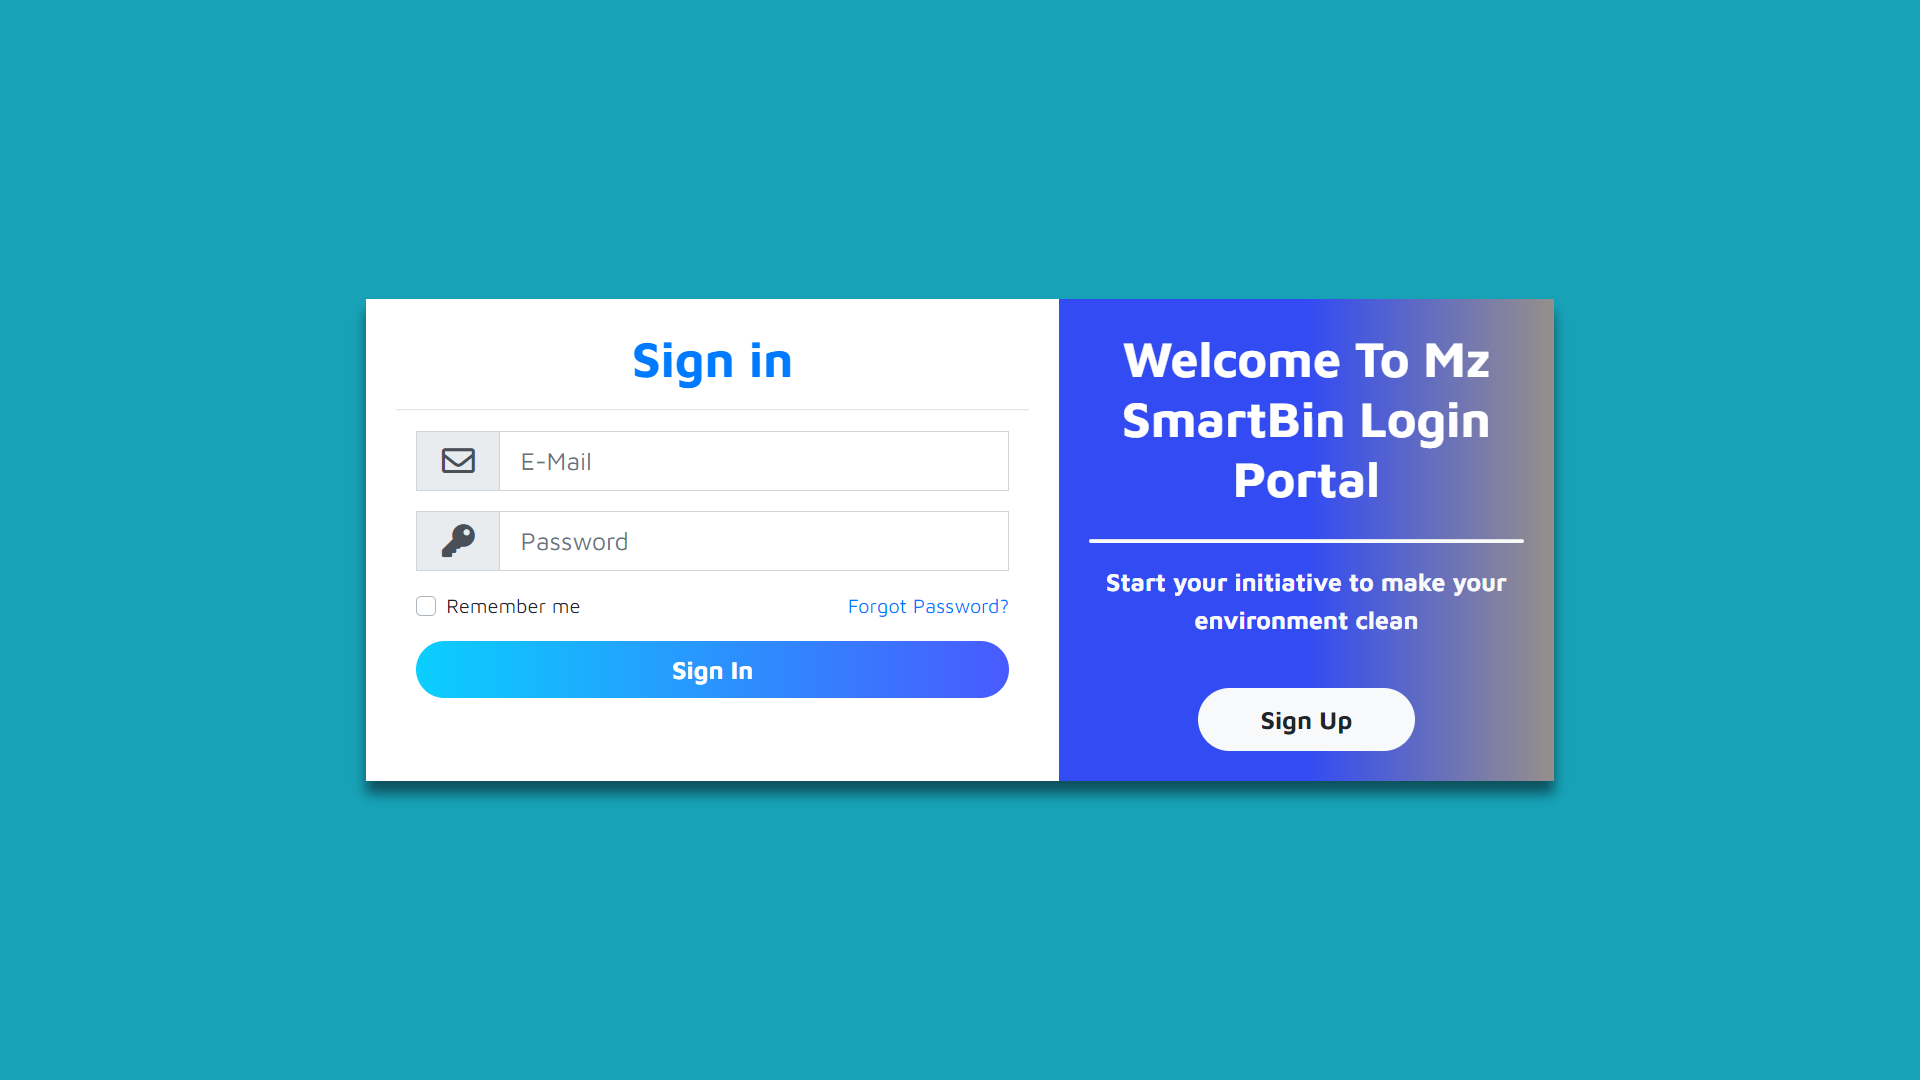 Sign in
E-Mail
Password
Remember me
Forgot Password?
Sign In
Welcome To Mz
SmartBin Login
Portal
Start your initiative to make your
environment clean
Sign Up